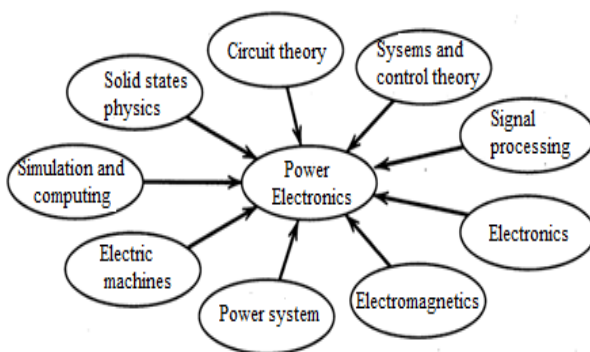 Circuit theory
Sysems and
control theory
Solid states
physics
Signal
processing
Simulation and
computing
Power
Electronics
Electronics
Electric
machines
Power system
Electromagnetics